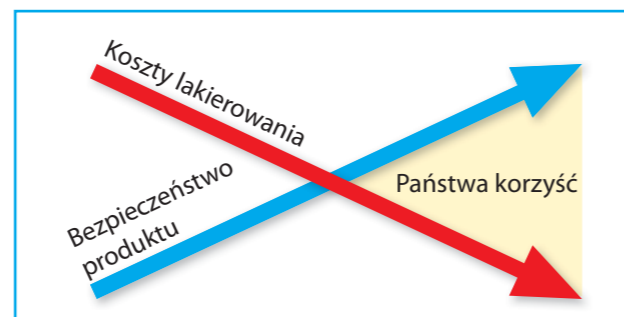 Koszty lakierowania
Bezpieczeństwo
produktu
Państwa korzyść